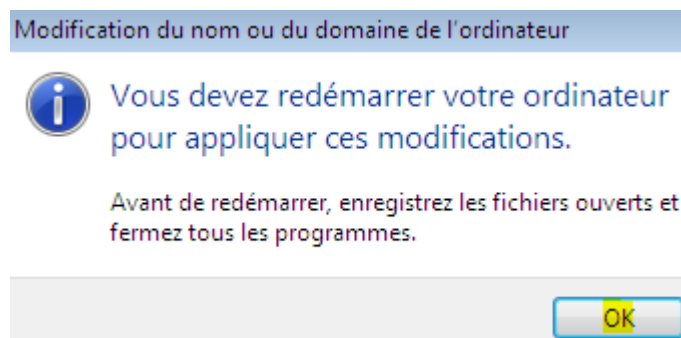 Modification du nom ou du domaine de l'ordinateur
Vous devez redémarrer votre ordinateur
pour appliquer ces modifications.
Avant de redémarrer, enregistrez les fichiers ouverts et
fermez tous les programmes.
OK